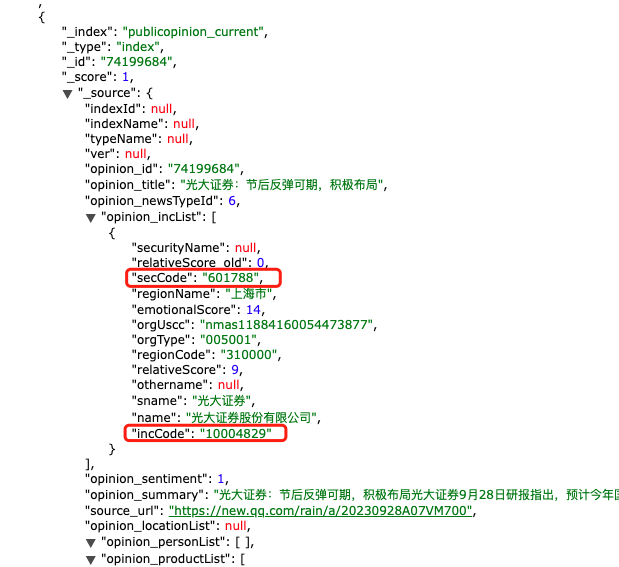 ,
{
"_index": "publicopinion_current",
"_type": "index",
"_id": "74199684",
"_score": 1,
"_source": {
"indexId": null,
"indexName": null,
"typeName": null,
"ver": null,
"opinion_id": "74199684",
"opinion_title": "光大证券：节后反弹可期，积极布局",
"opinion_newsTypeId": 6,
"opinion_incList": [
{
"securityName": null,
"relativeScore_old": 0,
"secCode": "601788",
"regionName": "上海市",
"emotionalScore": 14,
"orgUscc": "nmas11884160054473877",
"orgType": "005001",
"regionCode": "310000",
"relativeScore": 9,
"othername": null,
"sname": "光大证券",
"name": "光大证券股份有限公司",
"incCode": "10004829"
}
],
"opinion_sentiment": 1,
"opinion_summary": "光大证券：节后反弹可期，积极布局光大证券9月28日研报指出，预计今年
"source_url": "https://new.qq.com/rain/a/20230928A07VM700",
"opinion_locationList": null,
"opinion_personList": [ ],
"opinion_productList": [